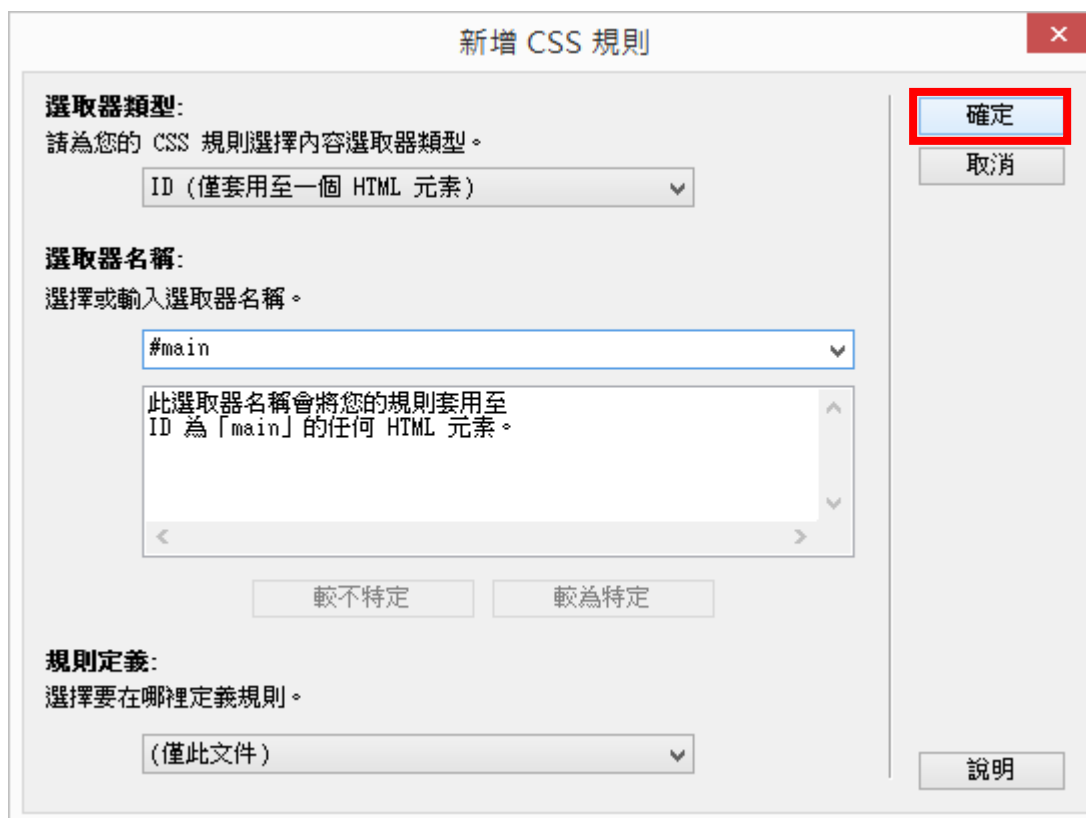 新增 CSS 規則
選取器類型:
請為您的 CSS 規則選擇內容選取器類型。
ID (僅套用至一個 HTML 元素)
確定
取消
選取器名稱:
選擇或輸入選取器名稱。
#main
此選取器名稱會將您的規則套用至
ID 為「main」的任何 HTML 元素。
較不特定
較為特定
規則定義:
選擇要在哪裡定義規則。
(僅此文件)
說明